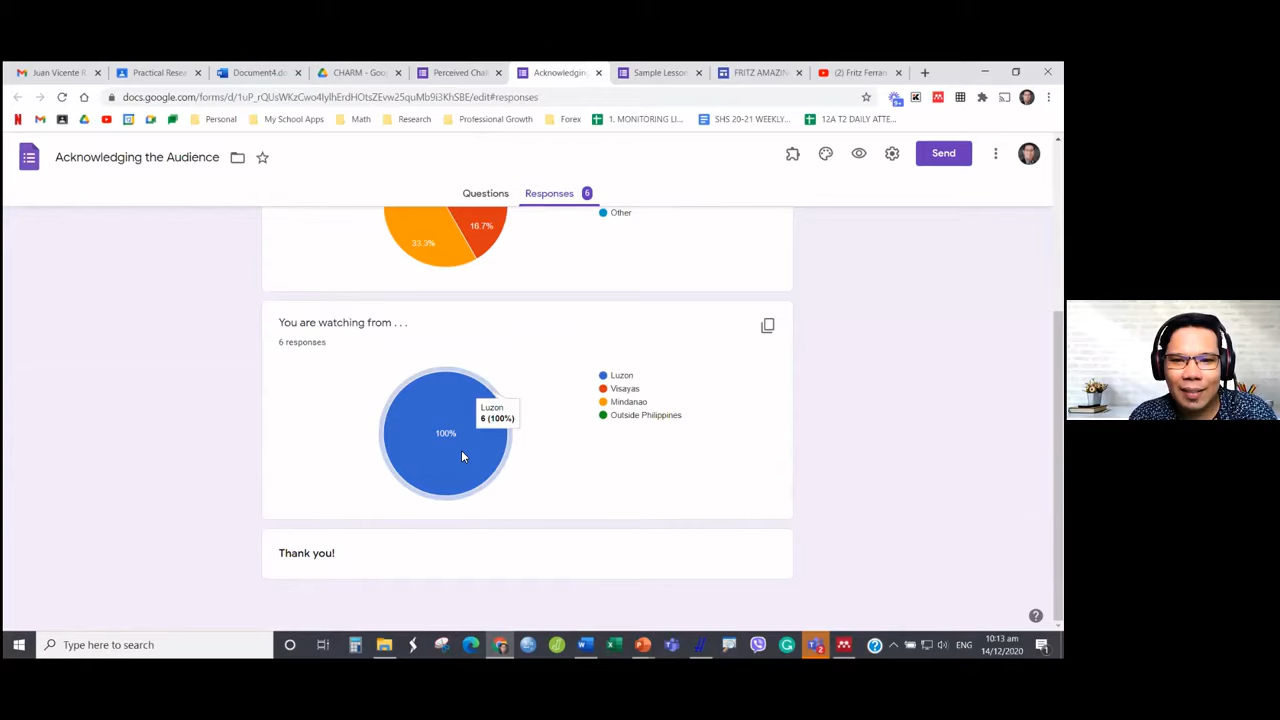 Juan Vicente R
Practical Resea
Document4.do
CHARM - Goog
Perceived Chal
Acknowledging
Sample Lesson
FRITZ AMAZIN
(2) Fritz Ferran
docs.google.com/forms/d/1uP_rQUsWKzCwo4IylhErdHOtsZEvw25quMb9i3KhSBE/edit#responses
Personal
My School Apps
Math
Research
Professional Growth
Forex
1. MONITORING LI...
SHS 20-21 WEEKLY...
12A T2 DAILY ATTE...
Acknowledging the Audience
Send
Questions
Responses 6
Other
16.7%
33.3%
You are watching from . . .
6 responses
Luzon
Visayas
Mindanao
Outside Philippines
Luzon
6 (100%)
100%
Thank you!
Type here to search
ENG
10:13 am
14/12/2020